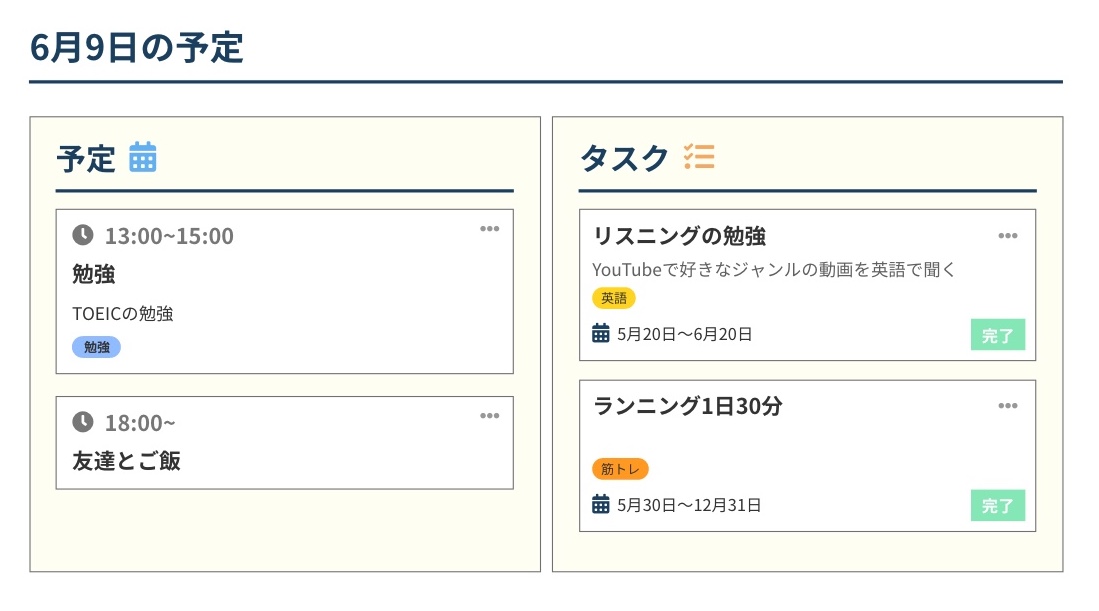 6月9日の予定
予定
13:00~15:00
勉強
TOEICの勉強
勉強
18:00~
友達とご飯
タスク
リスニングの勉強
YouTubeで好きなジャンルの動画を英語で聞く
英語
5月20日〜6月20日
完了
ランニング1日30分
筋トレ
5月30日〜12月31日
完了